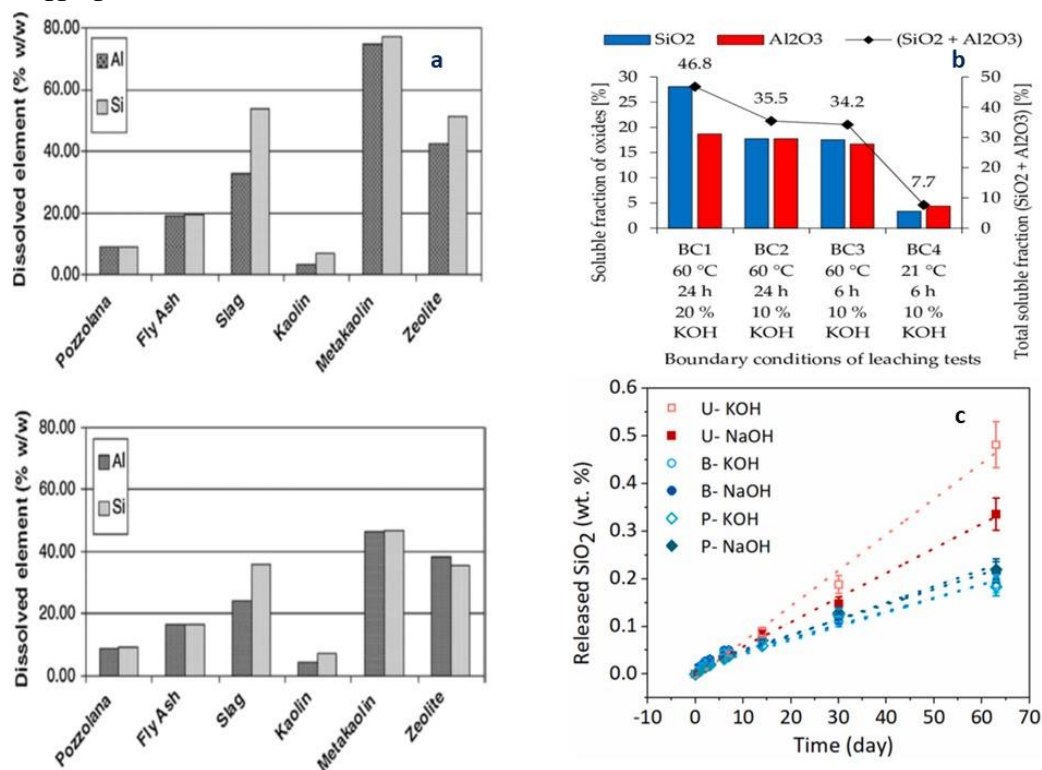 80.00
60.00
40.00
20.00
0.00
Dissolved element (% w/w)
Al
Si
a
Pozzolana
Fly Ash
Slag
Kaolin
Metakaolin
Zeolite
SiO2 Al2O3 (SiO2 + Al2O3)
b
46.8
35.5
34.2
7.7
30
25
20
15
10
5
0
Soluble fraction of oxides [%]
50
40
30
20
10
0
Total soluble fraction (SiO2 + Al2O3) [%]
BC1 BC2 BC3 BC4
60 °C 60 °C 60 °C 21 °C
24 h 24 h 6 h 6 h
20 % 10 % 10 % 10 %
KOH KOH KOH KOH
Boundary conditions of leaching tests
80.00
60.00
40.00
20.00
0.00
Dissolved element (% w/w)
Al
Si
Pozzolana
Fly Ash
Slag
Kaolin
Metakaolin
Zeolite
0.6
0.5
0.4
0.3
0.2
0.1
0.0
Released SiO₂ (wt. %)
U- KOH
U- NaOH
B- KOH
B- NaOH
P- KOH
P- NaOH
c
-10 0 10 20 30 40 50 60 70
Time (day)